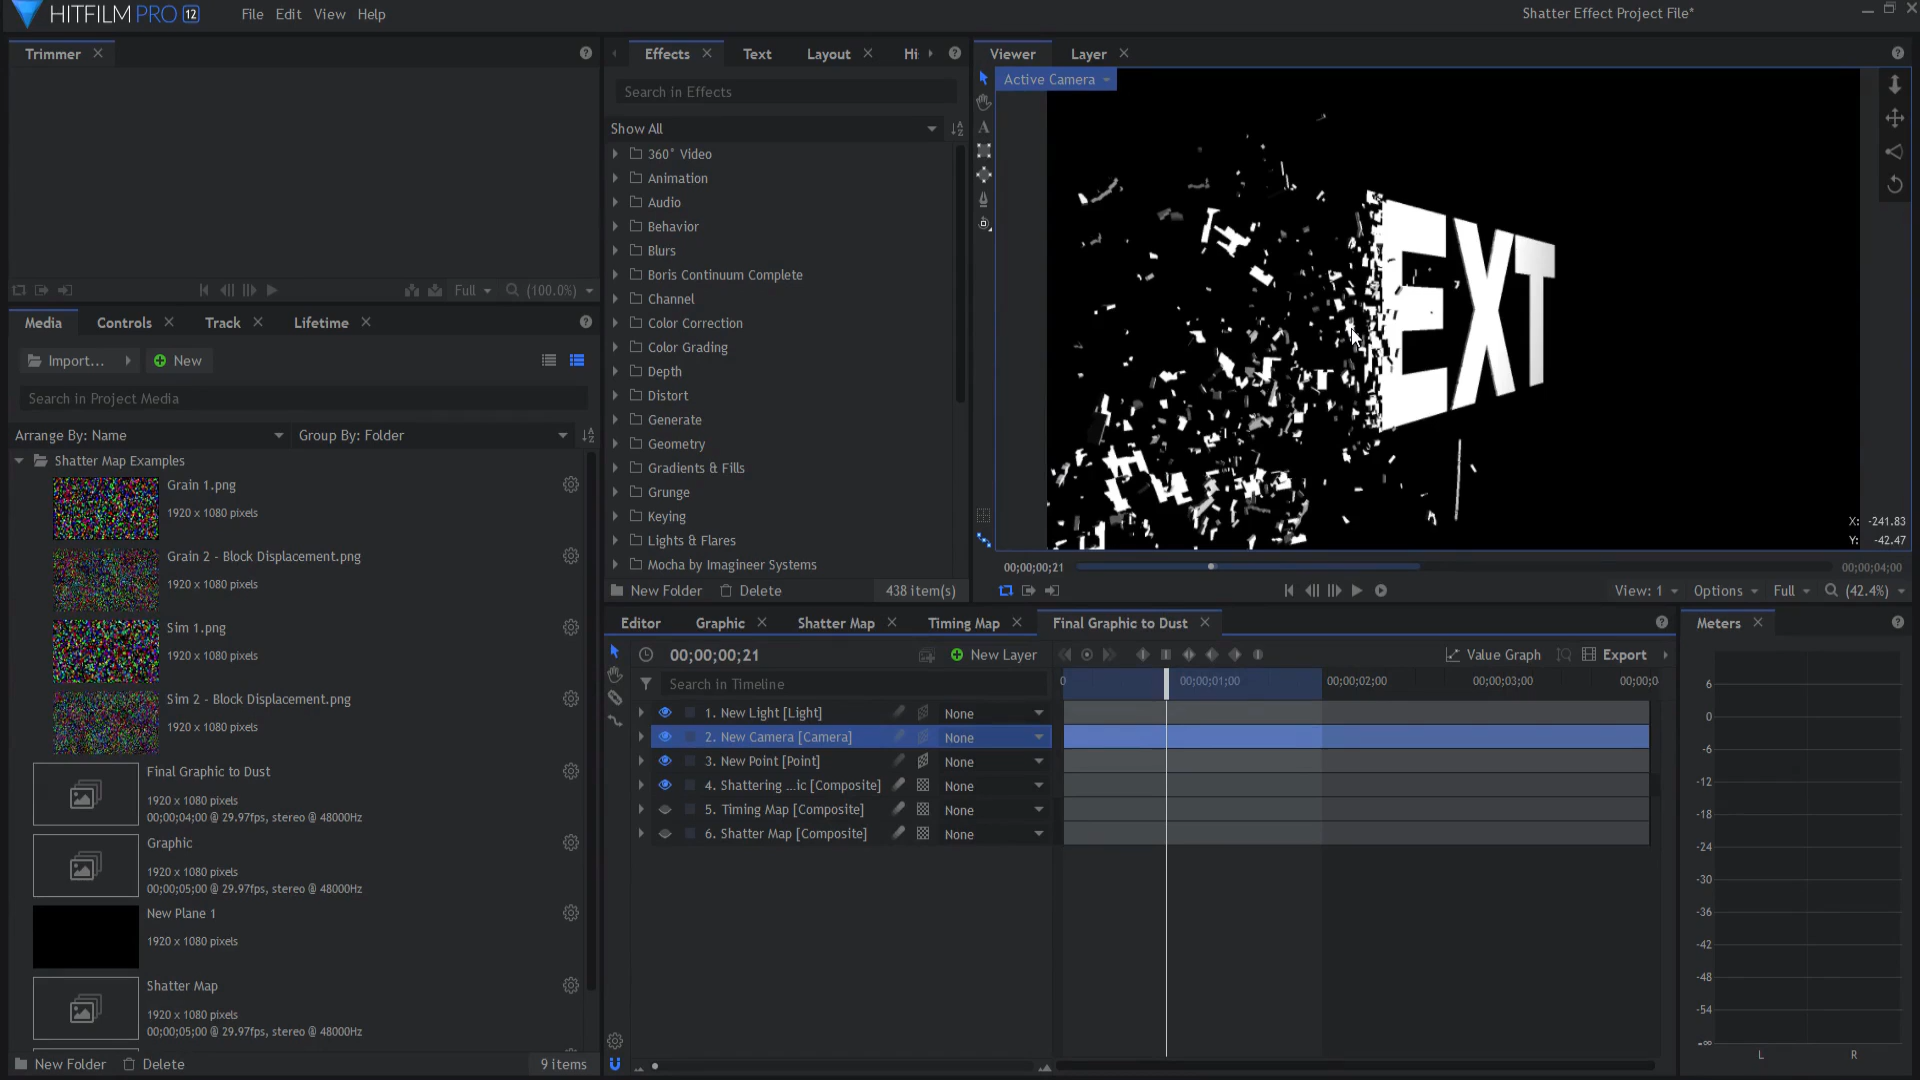 HITFILM PRO 12
File Edit View Help
Shatter Effect Project File*
Trimmer
Full (100.0%)
Media Controls Track Lifetime
Import... New
Search in Project Media
Arrange By: Name Group By: Folder
Shatter Map Examples
Grain 1.png
1920 x 1080 pixels
Grain 2 - Block Displacement.png
1920 x 1080 pixels
Sim 1.png
1920 x 1080 pixels
Sim 2 - Block Displacement.png
1920 x 1080 pixels
Final Graphic to Dust
1920 x 1080 pixels
00;00;04;00 @ 29.97fps, stereo @ 48000Hz
Graphic
1920 x 1080 pixels
00;00;05;00 @ 29.97fps, stereo @ 48000Hz
New Plane 1
1920 x 1080 pixels
Shatter Map
1920 x 1080 pixels
00;00;05;00 @ 29.97fps, stereo @ 48000Hz
New Folder Delete 9 items
Effects Text Layout Hi
Search in Effects
Show All
360° Video
Animation
Audio
Behavior
Blurs
Boris Continuum Complete
Channel
Color Correction
Color Grading
Depth
Distort
Generate
Geometry
Gradients & Fills
Grunge
Keying
Lights & Flares
Mocha by Imagineer Systems
New Folder Delete 438 item(s)
Viewer Layer
Active Camera
EXT
X: -241.83
Y: -42.47
00;00;00;21 00;00;04;00
View: 1 Options Full (42.4%)
Editor Graphic Shatter Map Timing Map Final Graphic to Dust
00;00;00;21 New Layer Value Graph Export
Search in Timeline
0 00;00;01;00 00;00;02;00 00;00;03;00 00;00;0
1. New Light [Light] None
2. New Camera [Camera] None
3. New Point [Point] None
4. Shattering ...ic [Composite] None
5. Timing Map [Composite] None
6. Shatter Map [Composite] None
Meters
6
0
-6
-12
-18
-24
-30
-36
-42
-48
-54
-∞
L R